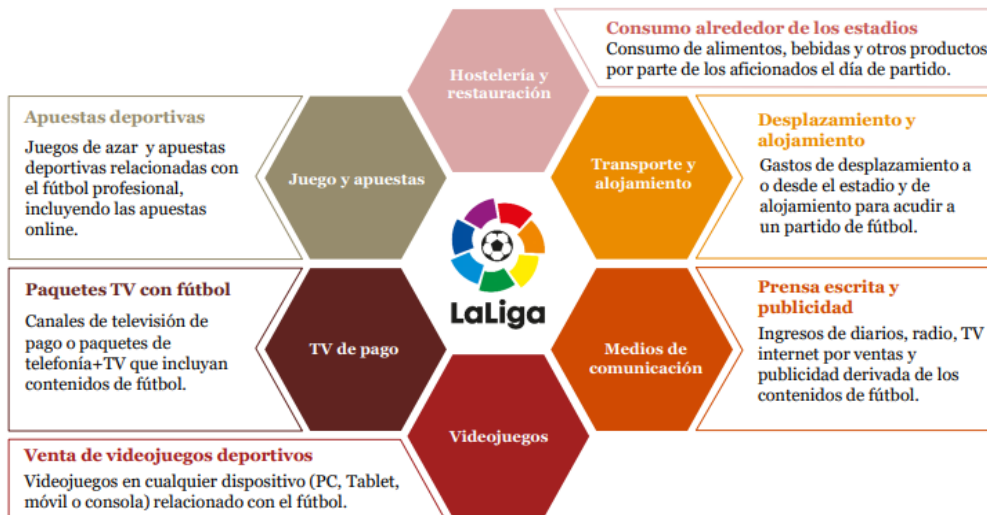 Consumo alrededor de los estadios
Consumo de alimentos, bebidas y otros productos
por parte de los aficionados el día de partido.
Hostelería y
restauración
Apuestas deportivas
Juegos de azar y apuestas
deportivas relacionadas con
el fútbol profesional,
incluyendo las apuestas
online.
Juego y apuestas
Transporte y
alojamiento
Desplazamiento y
alojamiento
Gastos de desplazamiento a
o desde el estadio y de
alojamiento para acudir a
un partido de fútbol.
LaLiga
Paquetes TV con fútbol
Canales de televisión de
pago o paquetes de
telefonía+TV que incluyan
contenidos de fútbol.
TV de pago
Medios de
comunicación
Prensa escrita y
publicidad
Ingresos de diarios, radio, TV
internet por ventas y
publicidad derivada de los
contenidos de fútbol.
Videojuegos
Venta de videojuegos deportivos
Videojuegos en cualquier dispositivo (PC, Tablet,
móvil o consola) relacionado con el fútbol.